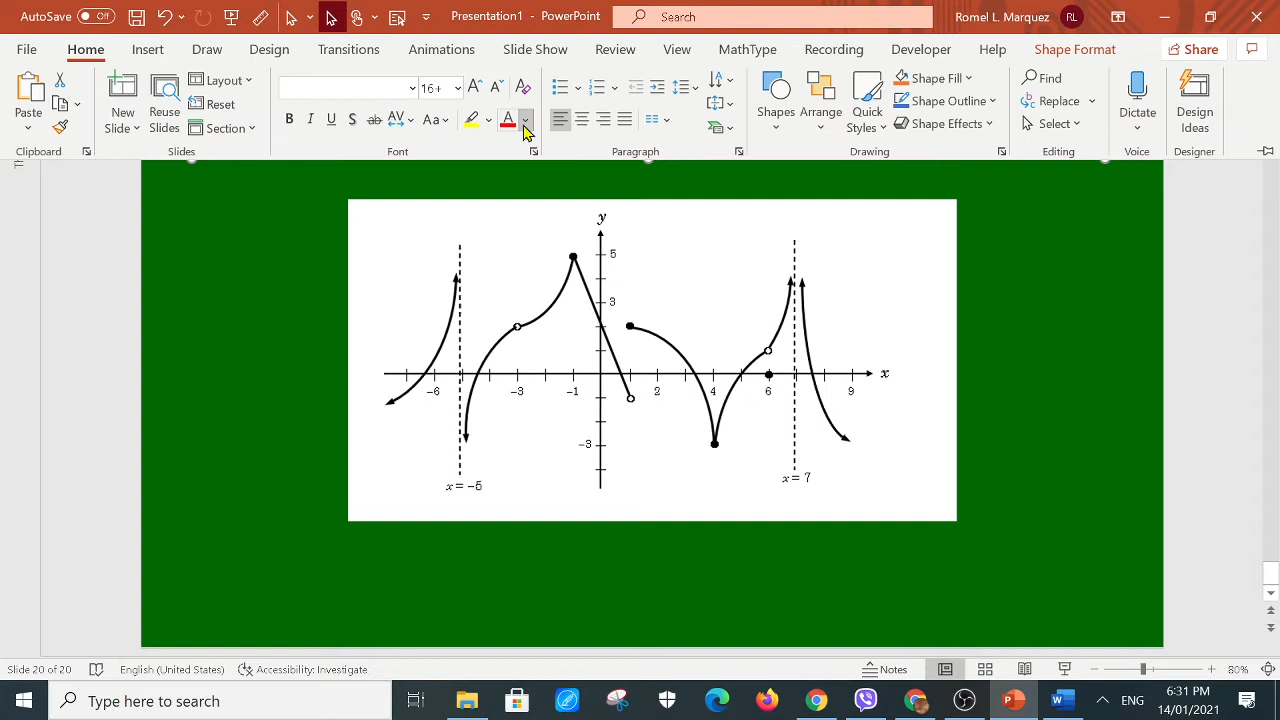 AutoSave Off Presentation1 - PowerPoint Search Romel L. Marquez RL
File Home Insert Draw Design Transitions Animations Slide Show Review View MathType Recording Developer Help Shape Format Share
Paste New Slide Reuse Slides Layout Reset Section 16+ Shapes Arrange Quick Styles Shape Fill Shape Outline Shape Effects Find Replace Select Dictate Design Ideas
Clipboard Slides Font Paragraph Drawing Editing Voice Designer
y
5
3
x
-6 -3 -1 2 4 6 9
-3
x = 7
x = -5
Slide 20 of 20 English (United States) Accessibility: Investigate Notes 80%
Type here to search ENG 6:31 PM
14/01/2021